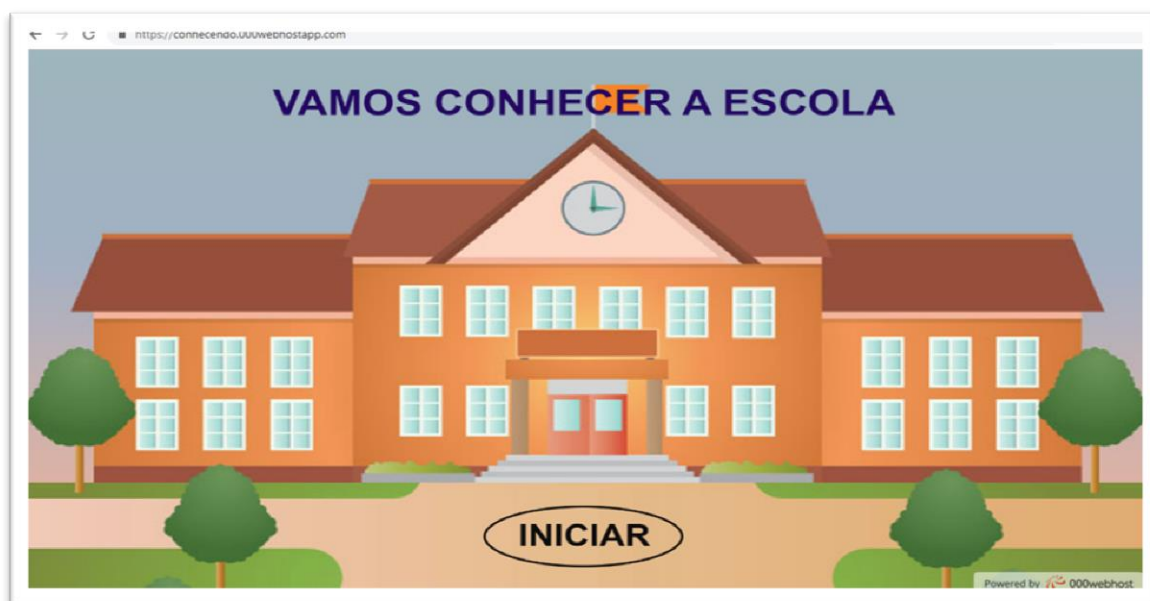 https://conhecendo.000webhostapp.com
VAMOS CONHECER A ESCOLA
INICIAR
Powered by 000webhost